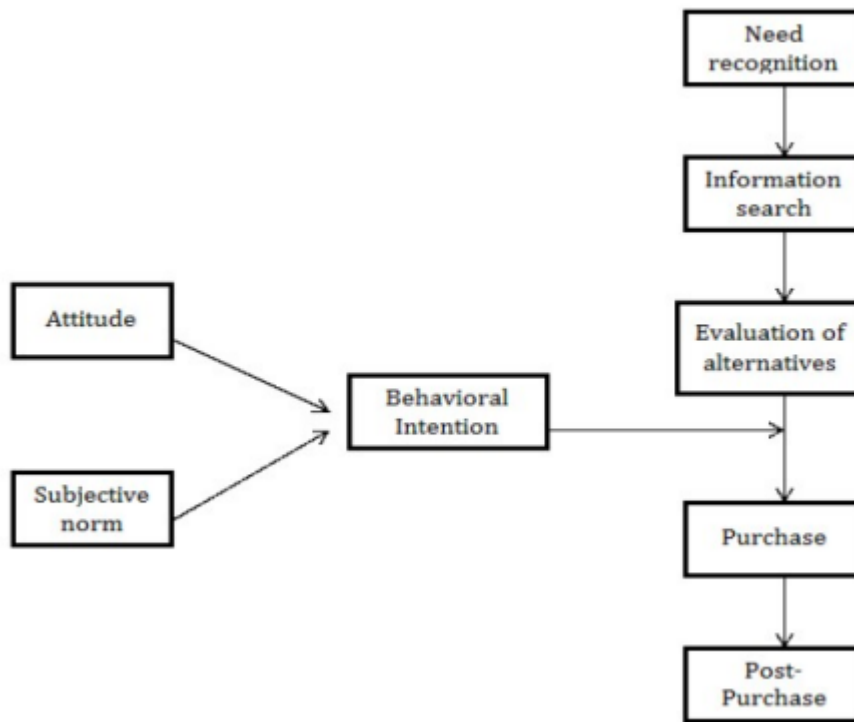 Need
recognition
Information
search
Attitude
Evaluation of
alternatives
Behavioral
Intention
Subjective
norm
Purchase
Post-
Purchase